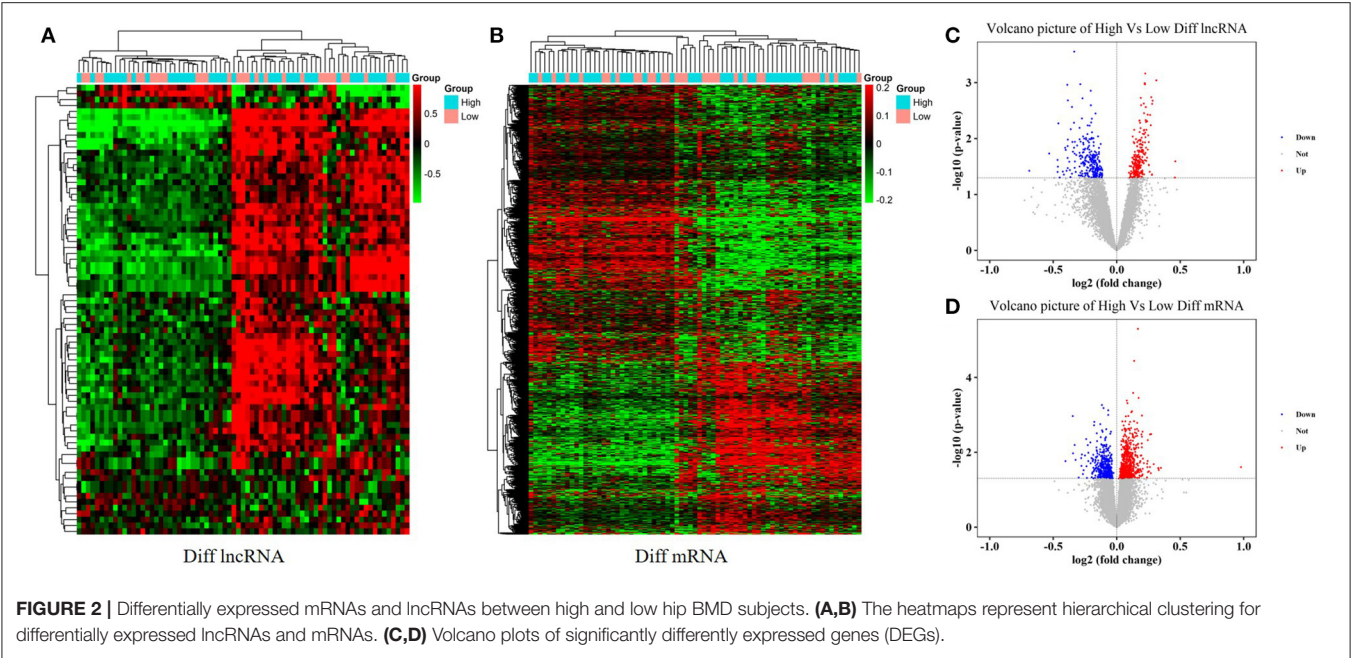 A
Group
Group
High
Low
0.5
0
-0.5
Diff lncRNA
B
Group
0.2
Group
High
Low
0.1
0
-0.1
-0.2
Diff mRNA
C
Volcano picture of High Vs Low Diff lncRNA
3
2
1
0
-log10 (p-value)
-1.0
-0.5
0.0
0.5
1.0
log2 (fold change)
Down
Not
Up
D
Volcano picture of High Vs Low Diff mRNA
4
2
0
-log10 (p-value)
-1.0
-0.5
0.0
0.5
1.0
log2 (fold change)
Down
Not
Up
FIGURE 2 | Differentially expressed mRNAs and lncRNAs between high and low hip BMD subjects. (A,B) The heatmaps represent hierarchical clustering for
differentially expressed lncRNAs and mRNAs. (C,D) Volcano plots of significantly differently expressed genes (DEGs).